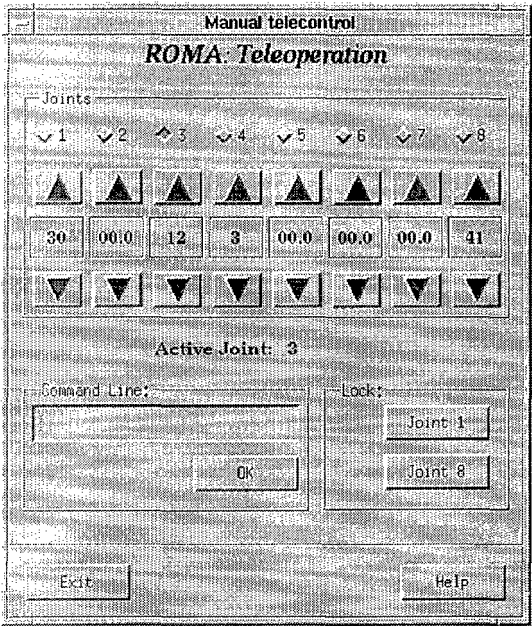 Manual telecontrol
ROMA: Teleoperation
Joints
1 2 3 4 5 6 7 8
30 00.0 12 3 00.0 00.0 00.0 41
Active Joint: 3
Command Line:
Lock:
Joint 1
OK
Joint 8
Exit
Help